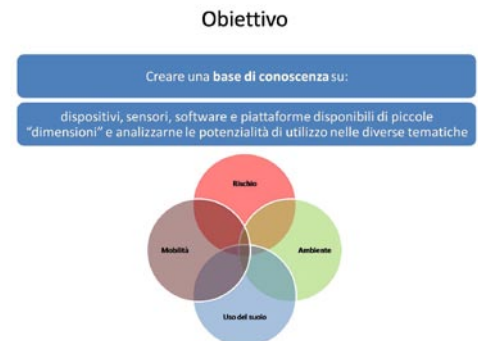 Obiettivo
Creare una base di conoscenza su:
dispositivi, sensori, software e piattaforme disponibili di piccole
"dimensioni" e analizzarne le potenzialità di utilizzo nelle diverse tematiche
Rischio
Mobilità
Ambiente
Uso del suolo